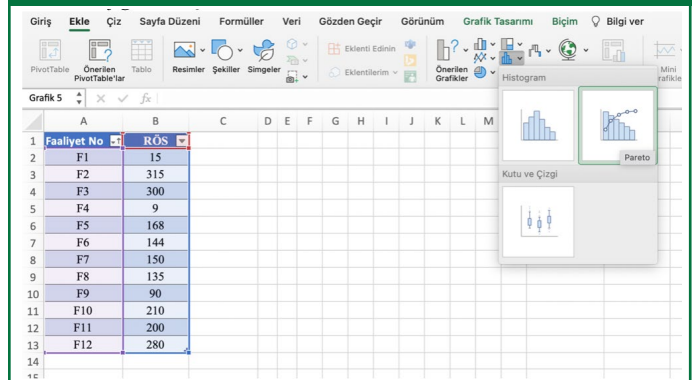 Giriş Ekle Çiz Sayfa Düzeni Formüller Veri Gözden Geçir Görünüm Grafik Tasarımı Biçim Bilgi ver
PivotTable Önerilen PivotTable'lar Tablo Resimler Şekiller Simgeler Eklenti Edinin Eklentilerim Önerilen Grafikler Mini
Grafik 5 fx
Histogram
Pareto
Kutu ve Çizgi
A B C D E F G H I J K L M
1 Faaliyet No RÖS
2 F1 15
3 F2 315
4 F3 300
5 F4 9
6 F5 168
7 F6 144
8 F7 150
9 F8 135
10 F9 90
11 F10 210
12 F11 200
13 F12 280
14
15